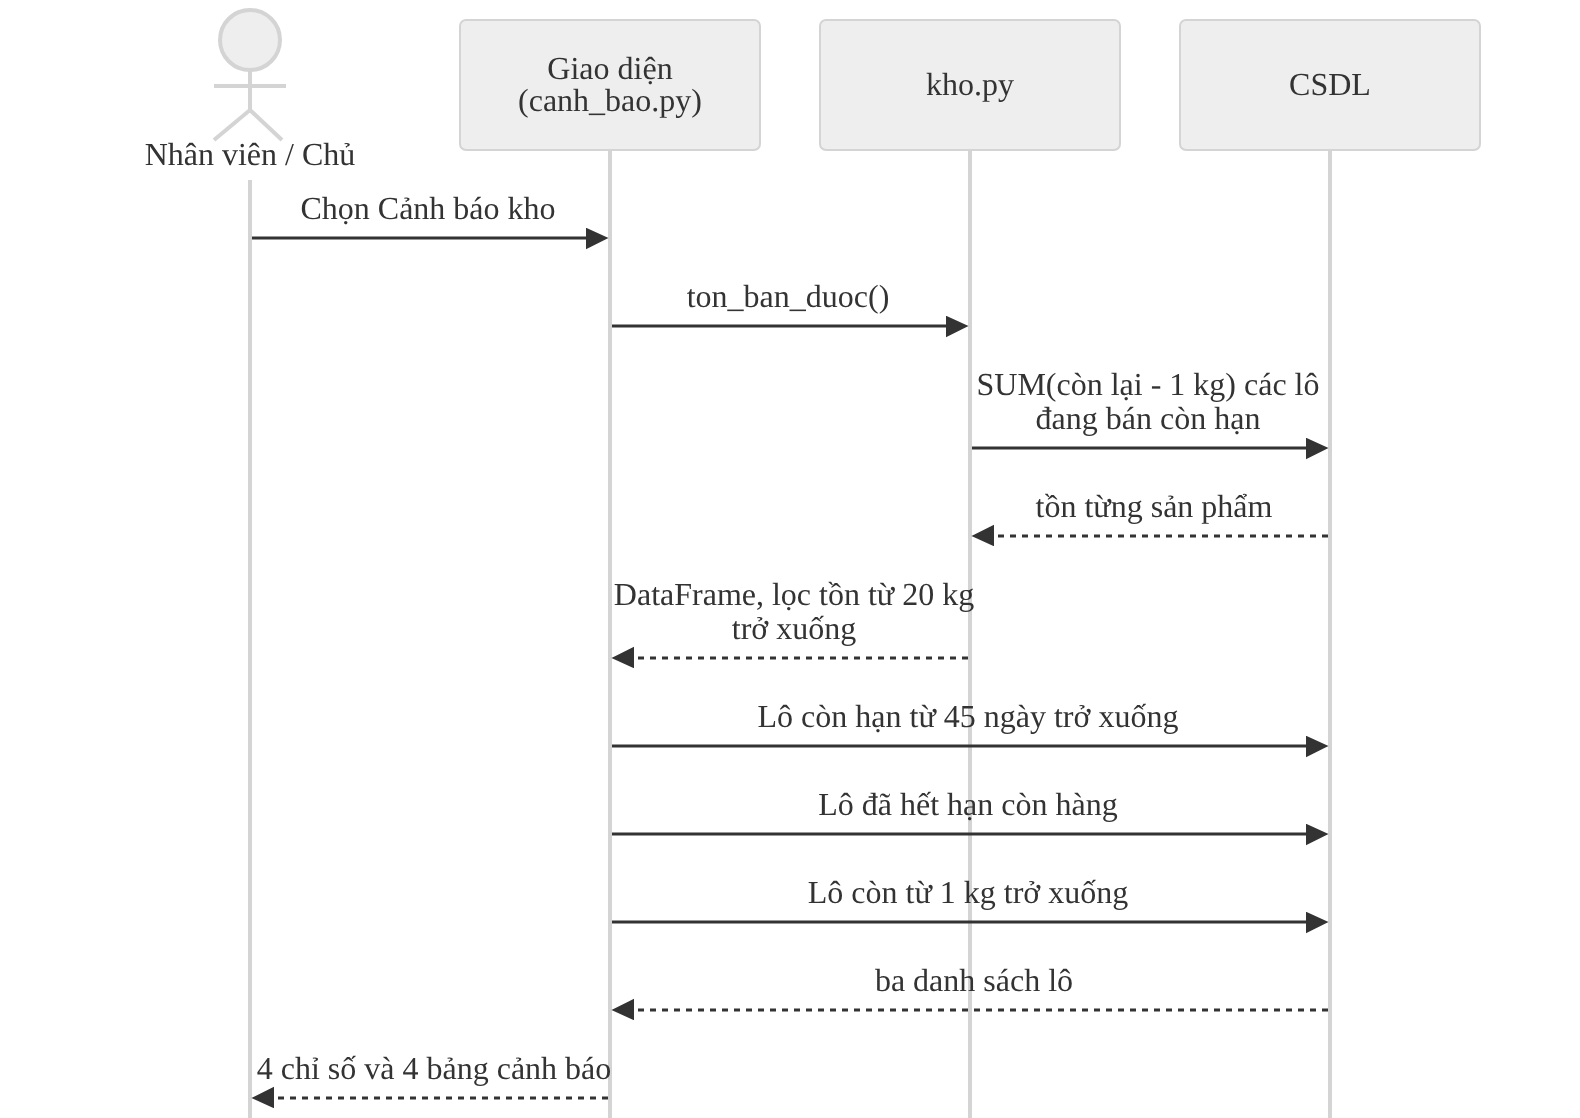 Nhân viên / Chủ
Giao diện
(canh_bao.py)
kho.py
CSDL
Chọn Cảnh báo kho
ton_ban_duoc()
SUM(còn lại - 1 kg) các lô
đang bán còn hạn
tồn từng sản phẩm
DataFrame, lọc tồn từ 20 kg
trở xuống
Lô còn hạn từ 45 ngày trở xuống
Lô đã hết hạn còn hàng
Lô còn từ 1 kg trở xuống
ba danh sách lô
4 chỉ số và 4 bảng cảnh báo